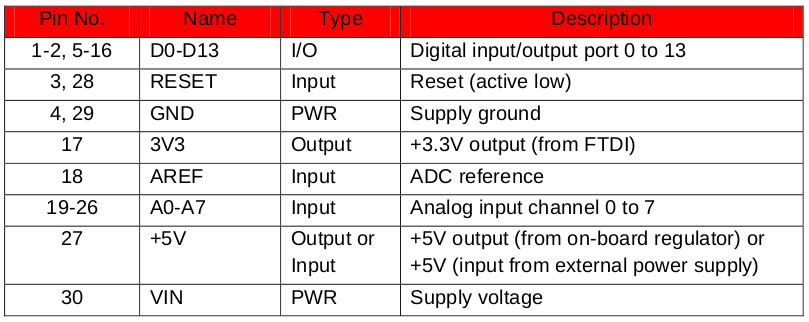 Pin No. Name Type Description
1-2, 5-16 D0-D13 I/O Digital input/output port 0 to 13
3, 28 RESET Input Reset (active low)
4, 29 GND PWR Supply ground
17 3V3 Output +3.3V output (from FTDI)
18 AREF Input ADC reference
19-26 A0-A7 Input Analog input channel 0 to 7
27 +5V Output or +5V output (from on-board regulator) or
Input +5V (input from external power supply)
30 VIN PWR Supply voltage